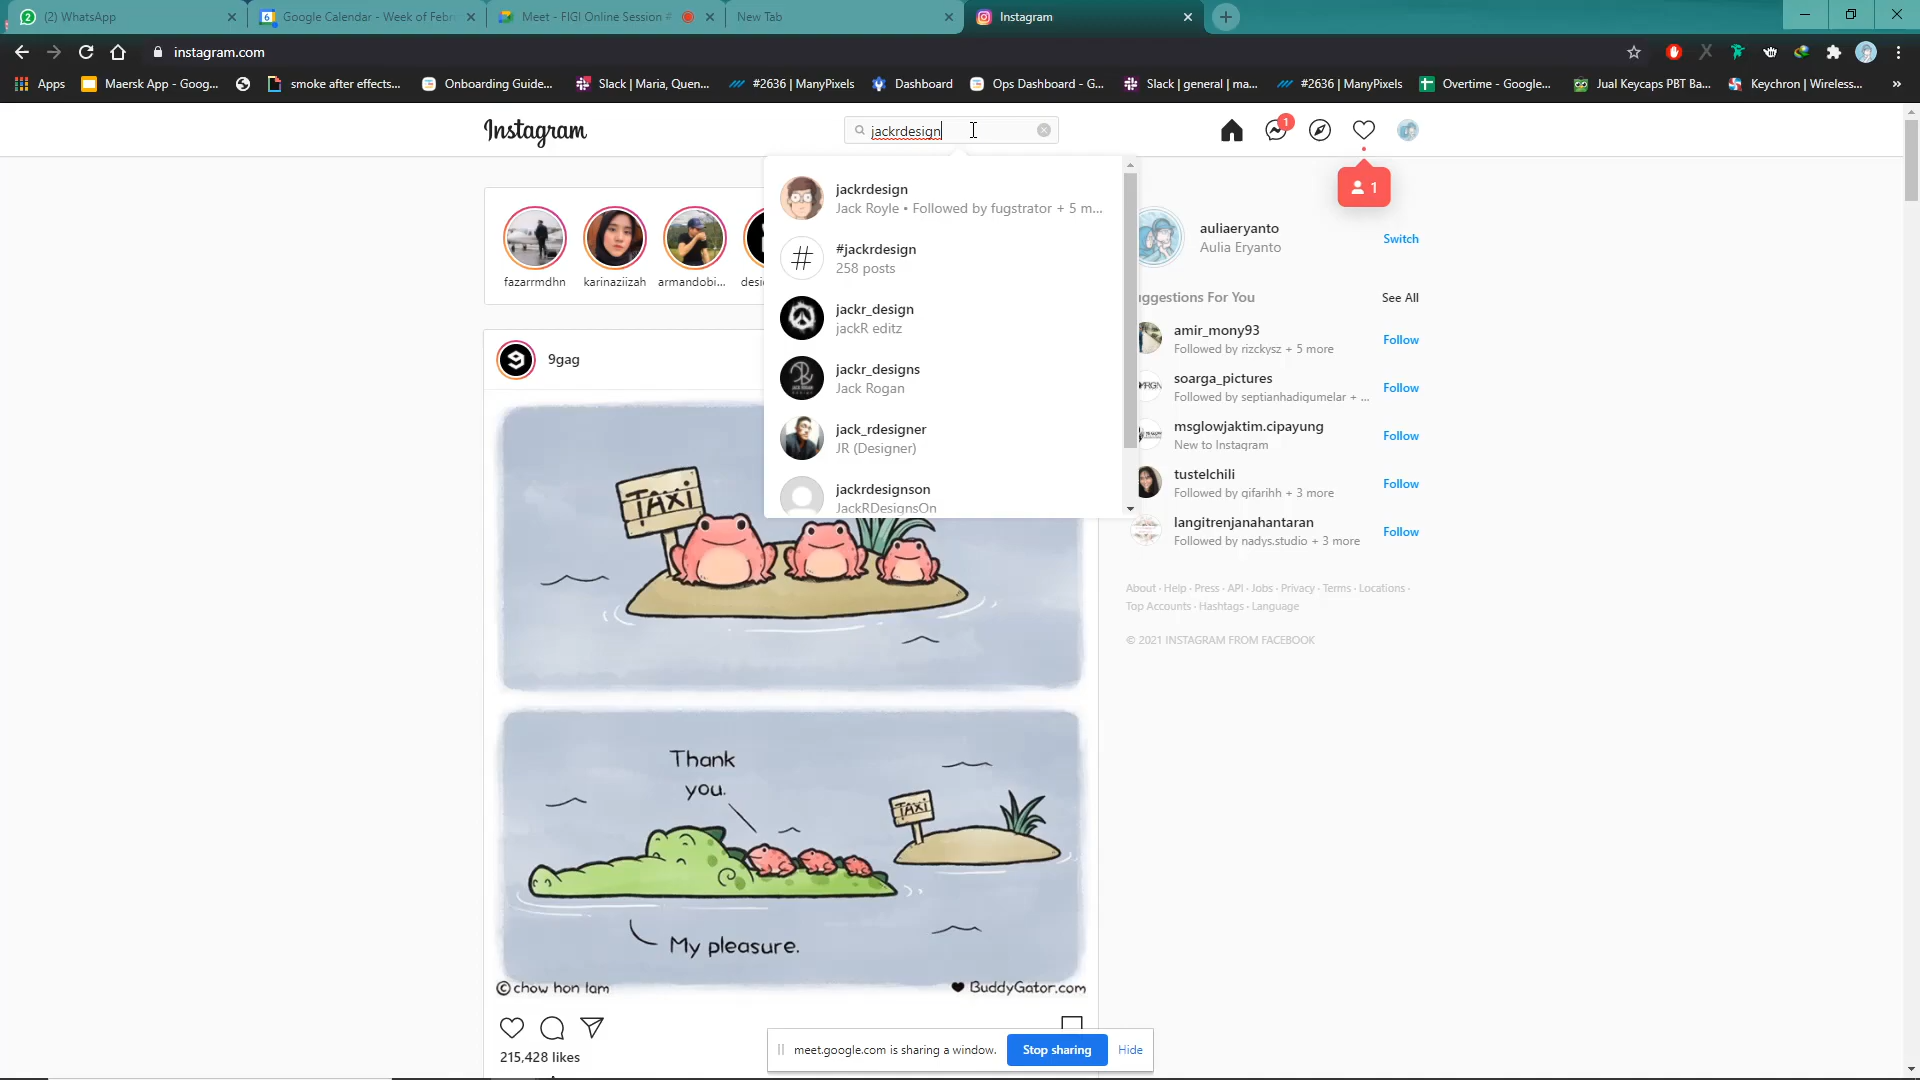 (2) WhatsApp
Google Calendar - Week of Febr
Meet - FIGI Online Session #
New Tab
Instagram
instagram.com
Apps
Maersk App - Goog...
smoke after effects...
Onboarding Guide...
Slack | Maria, Quen...
#2636 | ManyPixels
Dashboard
Ops Dashboard - G...
Slack | general | ma...
#2636 | ManyPixels
Overtime - Google...
Jual Keycaps PBT Ba...
Keychron | Wireless...
»
Instagram
jackrdesign
1
1
jackrdesign
Jack Royle • Followed by fugstrator + 5 m...
#jackrdesign
258 posts
jackr_design
jackR editz
jackr_designs
Jack Rogan
jack_rdesigner
JR (Designer)
jackrdesignson
JackRDesignsOn
fazarrmdhn
karinaziizah
armandobi...
desi
9gag
TAXI
Thank
you.
TAXI
My pleasure.
© chow hon lam
BuddyGator.com
215,428 likes
auliaeryanto
Aulia Eryanto
Switch
uggestions For You
See All
amir_mony93
Followed by rizckysz + 5 more
Follow
soarga_pictures
Followed by septianhadiqumelar + ...
Follow
msglowjaktim.cipayung
New to Instagram
Follow
tustelchili
Followed by qifarihh + 3 more
Follow
langitrenjanahantaran
Followed by nadys.studio + 3 more
Follow
About · Help · Press · API · Jobs · Privacy · Terms · Locations ·
Top Accounts · Hashtags · Language
© 2021 INSTAGRAM FROM FACEBOOK
meet.google.com is sharing a window.
Stop sharing
Hide